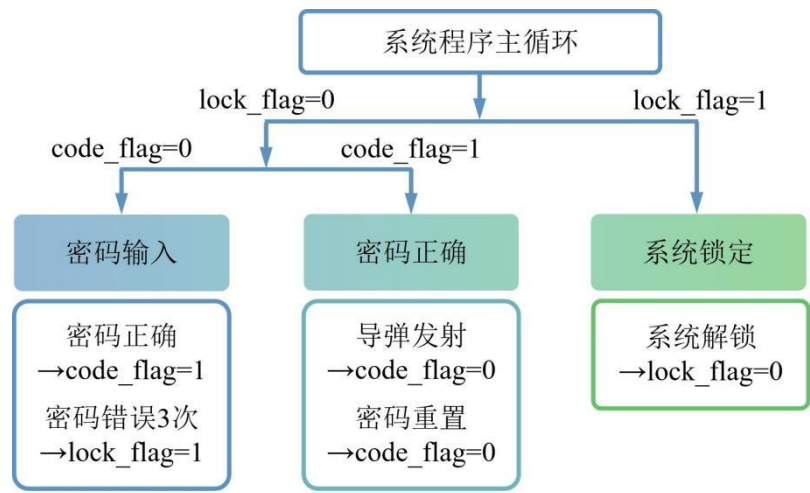 系统程序主循环
lock_flag=0
lock_flag=1
code_flag=0
code_flag=1
密码输入
密码正确
系统锁定
密码正确
→code_flag=1
密码错误3次
→lock_flag=1
导弹发射
→code_flag=0
密码重置
→code_flag=0
系统解锁
→lock_flag=0